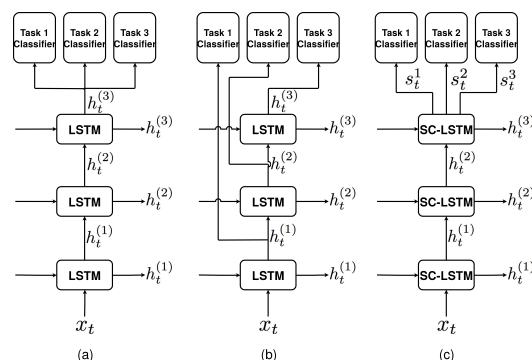 Task 1 Classifier Task 2 Classifier Task 3 Classifier
h_t^{(3)}
LSTM h_t^{(3)}
h_t^{(2)}
LSTM h_t^{(2)}
h_t^{(1)}
LSTM h_t^{(1)}
x_t
(a)
Task 1 Classifier Task 2 Classifier Task 3 Classifier
h_t^{(3)}
LSTM h_t^{(3)}
h_t^{(2)}
LSTM h_t^{(2)}
h_t^{(1)}
LSTM h_t^{(1)}
x_t
(b)
Task 1 Classifier Task 2 Classifier Task 3 Classifier
s_t^1 s_t^2 s_t^3
SC-LSTM h_t^{(3)}
h_t^{(2)}
SC-LSTM h_t^{(2)}
h_t^{(1)}
SC-LSTM h_t^{(1)}
x_t
(c)